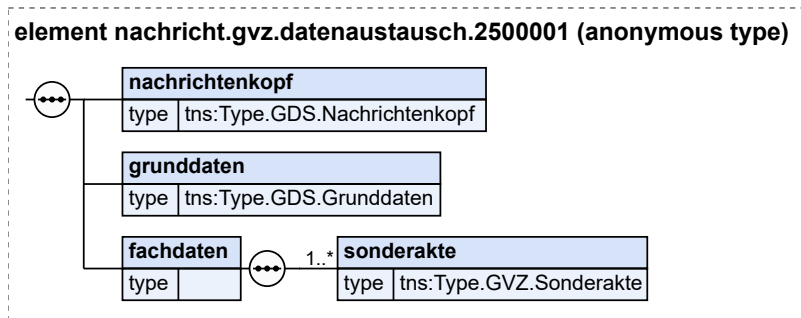 element nachricht.gvz.datenaustausch.2500001 (anonymous type)
nachrichtenkopf
type tns:Type.GDS.Nachrichtenkopf
grunddaten
type tns:Type.GDS.Grunddaten
fachdaten 1..* sonderakte
type type tns:Type.GVZ.Sonderakte